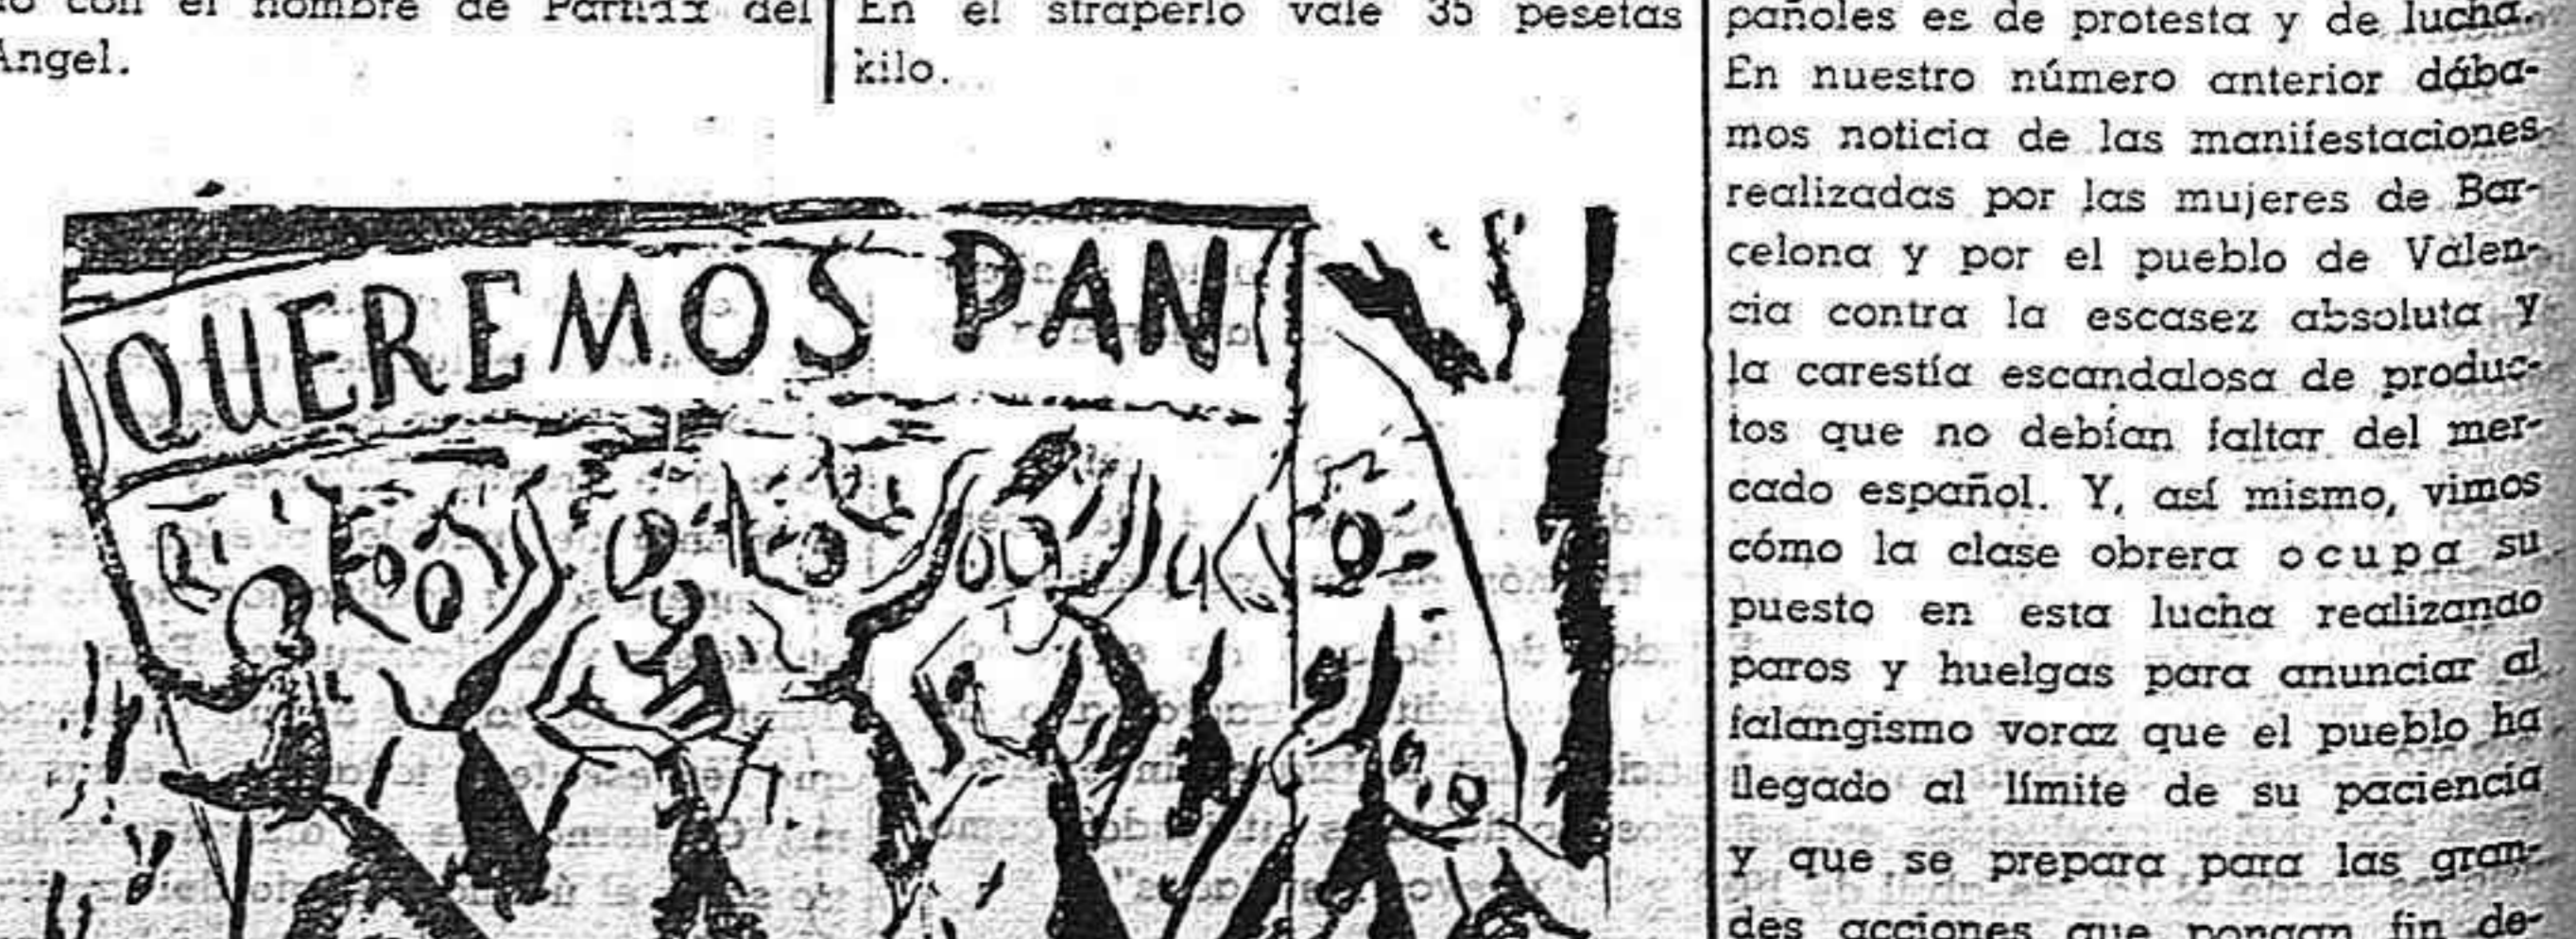 con el nombre de Partida del
Angel.
En el straperlo vale 35 pesetas
kilo.
QUEREMOS PAN
pañoles es de protesta y de lucha.
En nuestro número anterior dába-
mos noticia de las manifestaciones
realizadas por las mujeres de Bar-
celona y por el pueblo de Valen-
cia contra la escasez absoluta y
la carestía escandalosa de produc-
tos que no debían faltar del mer-
cado español. Y, así mismo, vimos
cómo la clase obrera ocupa su
puesto en esta lucha realizando
paros y huelgas para anunciar al
falangismo voraz que el pueblo ha
llegado al límite de su paciencia
y que se prepara para las gran-
des acciones que pongan fin de-